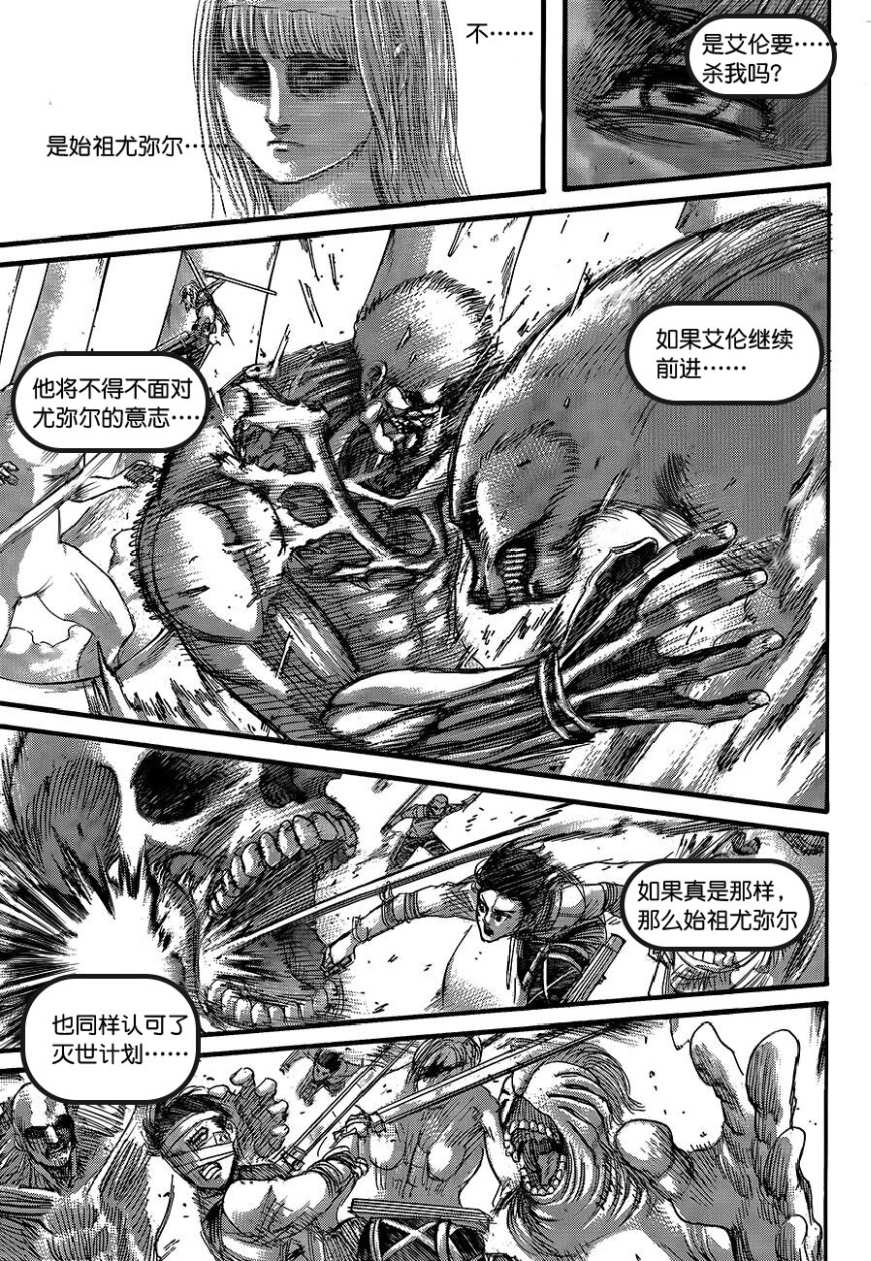 是艾伦要……
杀我吗?
不……
是始祖尤弥尔……
如果艾伦继续
前进……
他将不得不面对
尤弥尔的意志……
如果真是那样，
那么始祖尤弥尔
也同样认可了
灭世计划……